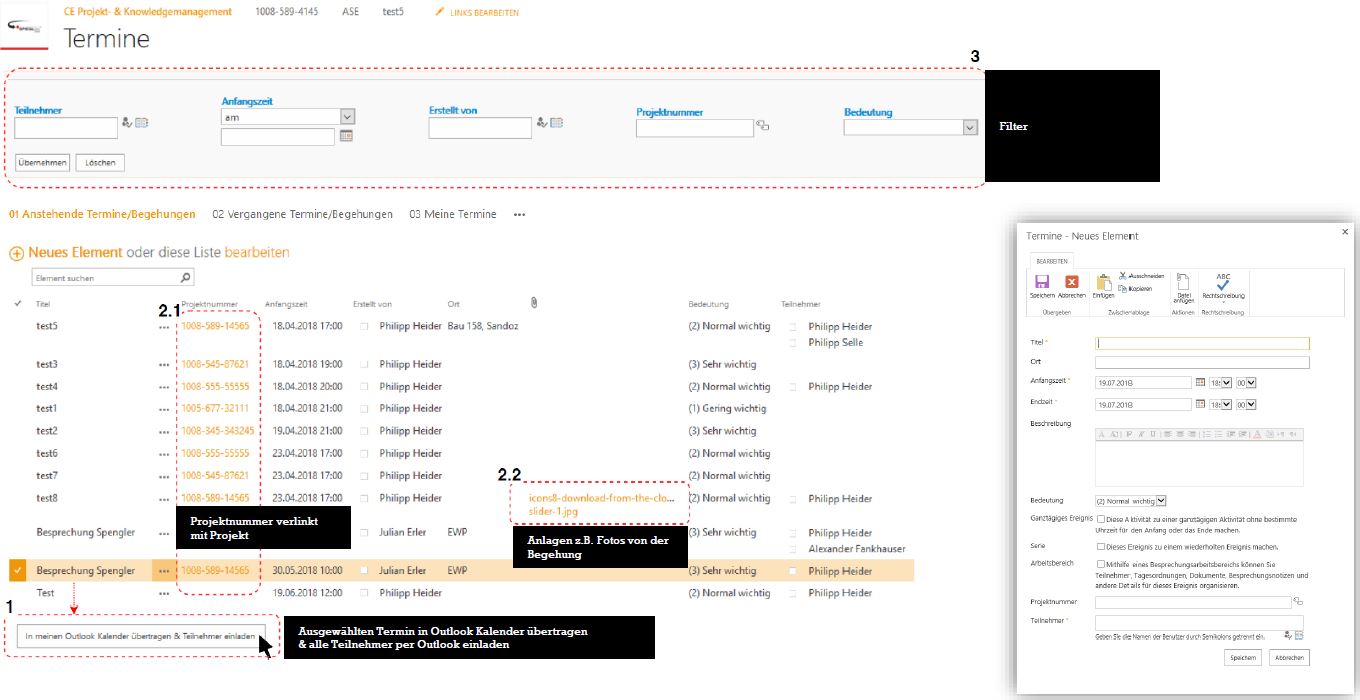 CE Projekt- & Knowledgemanagement 1008-589-4145 ASE test5 LINKS BEARBEITEN
Termine
3
Teilnehmer
Anfangszeit
am
Erstellt von
Projektnummer
Bedeutung
Filter
Übernehmen Löschen
01 Anstehende Termine/Begehungen 02 Vergangene Termine/Begehungen 03 Meine Termine •••
Neues Element oder diese Liste bearbeiten
Element suchen
2.1
Titel Projektnummer Anfangszeit Erstellt von Ort Bedeutung Teilnehmer
test5 ••• 1008-589-14565 18.04.2018 17:00 Philipp Heider Bau 158, Sandoz (2) Normal wichtig Philipp Heider
Philipp Selle
test3 ••• 1008-545-87621 18.04.2018 19:00 Philipp Heider (3) Sehr wichtig
test4 ••• 1008-555-55555 18.04.2018 20:00 Philipp Heider (2) Normal wichtig Philipp Heider
test1 ••• 1005-677-32111 18.04.2018 21:00 Philipp Heider (1) Gering wichtig
test2 ••• 1008-345-343245 19.04.2018 21:00 Philipp Heider (3) Sehr wichtig
test6 ••• 1008-555-55555 23.04.2018 17:00 Philipp Heider (2) Normal wichtig
test7 ••• 1008-545-87621 23.04.2018 17:00 Philipp Heider (2) Normal wichtig
2.2
test8 ••• 1008-589-14565 23.04.2018 17:00 Philipp Heider icons8-download-from-the-clo... (2) Normal wichtig Philipp Heider
slider-1.jpg
Projektnummer verlinkt
mit Projekt
Besprechung Spengler ••• Julian Erler EWP (3) Sehr wichtig Philipp Heider
Alexander Fankhauser
Anlagen z.B. Fotos von der
Begehung
Besprechung Spengler ••• 1008-589-14565 30.05.2018 10:00 Julian Erler EWP (3) Sehr wichtig Philipp Heider
Test ••• 19.06.2018 12:00 Philipp Heider (2) Normal wichtig Philipp Heider
1
In meinen Outlook Kalender übertragen & Teilnehmer einladen
Ausgewählten Termin in Outlook Kalender übertragen
& alle Teilnehmer per Outlook einladen
Termine - Neues Element
BEARBEITEN
Speichern Abbrechen Einfügen Ausschneiden
Kopieren
Datei
anfügen
ABC
Rechtschreibung
Übergeben Zwischenablage Aktionen Rechtschreibung
Titel *
Ort
Anfangszeit * 19.07.2018 18: 00
Endzeit * 19.07.2018 18: 00
Beschreibung
Bedeutung (2) Normal wichtig
Ganztägiges Ereignis Diese Aktivität zu einer ganztägigen Aktivität ohne bestimmte
Uhrzeit für den Anfang oder das Ende machen.
Serie Dieses Ereignis zu einem wiederholten Ereignis machen.
Arbeitsbereich Mithilfe eines Besprechungsarbeitsbereichs können Sie
Teilnehmer, Tagesordnungen, Dokumente, Besprechungsnotizen und
andere Details für dieses Ereignis organisieren.
Projektnummer
Teilnehmer *
Geben Sie die Namen der Benutzer durch Semikolons getrennt ein.
Speichern Abbrechen